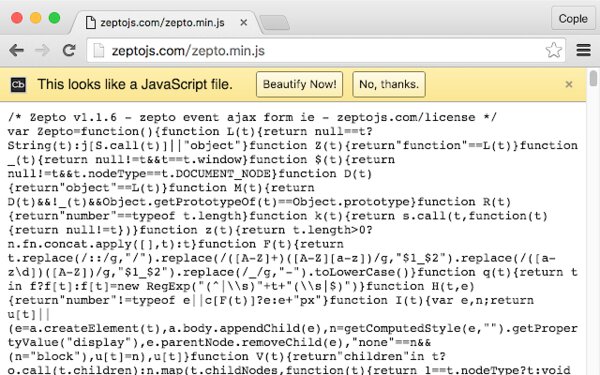 zeptojs.com/zepto.min.js
Cople
zeptojs.com/zepto.min.js
Cb This looks like a JavaScript file. Beautify Now! No, thanks.
/* Zepto v1.1.6 - zepto event ajax form ie - zeptojs.com/license */
var Zepto=function(){function L(t){return null==t?
String(t):j[S.call(t)]||"object"}function Z(t){return"function"==L(t)}function
_(t){return null!=t&&t==t.window}function $(t){return
null!=t&&t.nodeType==t.DOCUMENT_NODE}function D(t)
{return"object"==L(t)}function M(t){return
D(t)&&!_(t)&&Object.getPrototypeOf(t)==Object.prototype}function R(t)
{return"number"==typeof t.length}function k(t){return s.call(t,function(t)
{return null!=t})}function z(t){return t.length>0?
n.fn.concat.apply([],t):t}function F(t){return
t.replace(/::/g,"/").replace(/([A-Z]+)([A-Z][a-z])/g,"$1_$2").replace(/([a-
z\d])([A-Z])/g,"$1_$2").replace(/_/g,"-").toLowerCase()}function q(t){return t
in f?f[t]:f[t]=new RegExp("(^|\\s)"+t+"(\\s|$)")}function H(t,e)
{return"number"!=typeof e||c[F(t)]?e:e+"px"}function I(t){var e,n;return
u[t]||
(e=a.createElement(t),a.body.appendChild(e),n=getComputedStyle(e,"").getProp
ertyValue("display"),e.parentNode.removeChild(e),"none"==n&&
(n="block"),u[t]=n),u[t]}function V(t){return"children"in t?
o.call(t.children):n.map(t.childNodes,function(t){return 1==t.nodeType?t:void